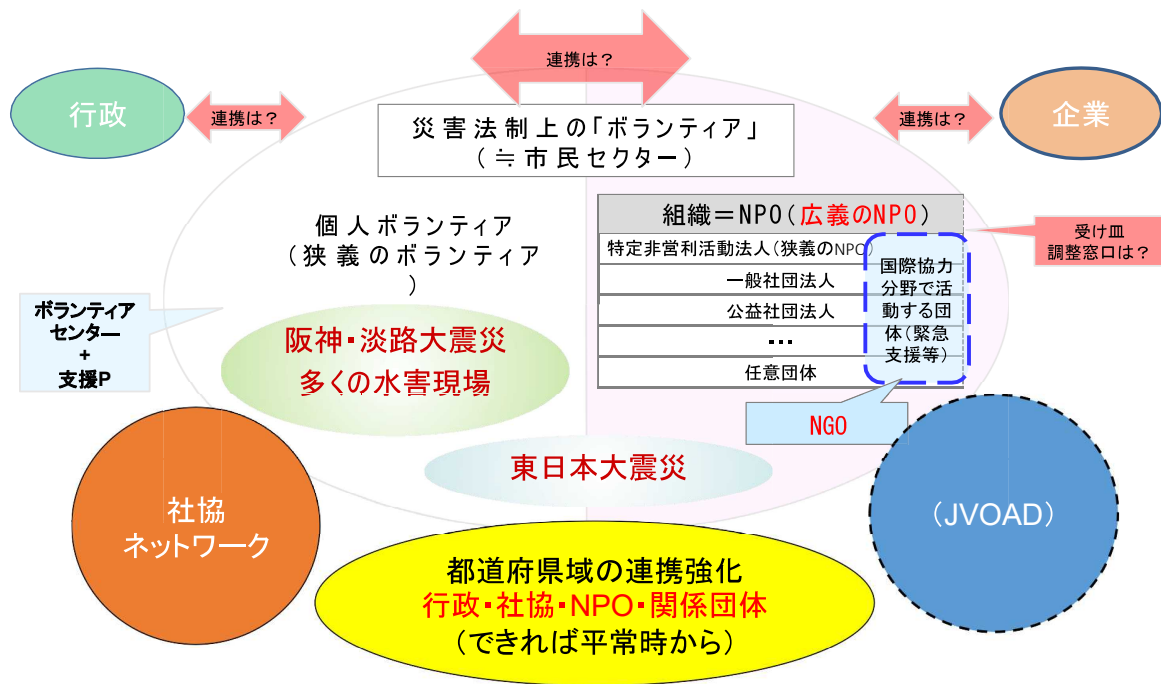 連携は？
行政
連携は？
連携は？
企業
災害法制上の「ボランティア」
（≒市民セクター）
個人ボランティア
（狭義のボランティア
）
組織＝NPO（広義のNPO）
特定非営利活動法人（狭義のNPO）
一般社団法人
公益社団法人
…
任意団体
国際協力
分野で活
動する団
体（緊急
支援等）
受け皿
調整窓口は？
ボランティア
センター
+
支援P
阪神・淡路大震災
多くの水害現場
NGO
東日本大震災
社協
ネットワーク
（JVOAD）
都道府県域の連携強化
行政・社協・NPO・関係団体
（できれば平常時から）